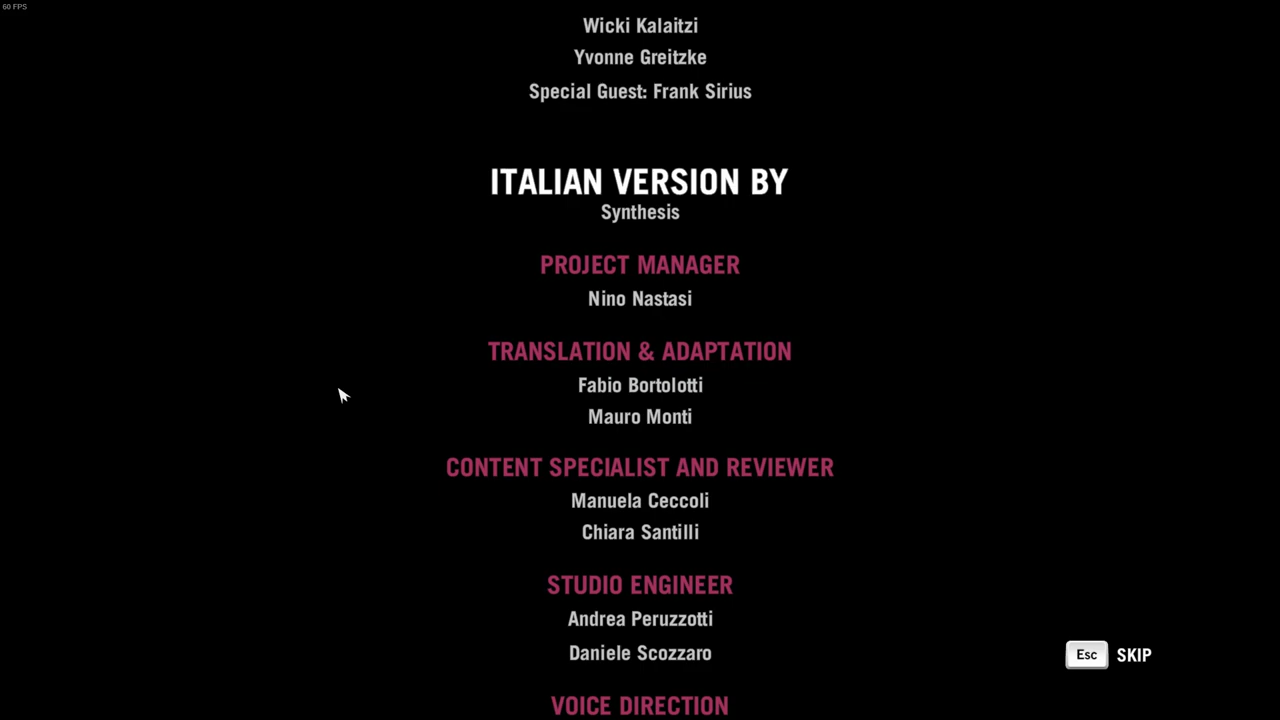 60 FPS
Wicki Kalaitzi
Yvonne Greitzke
Special Guest: Frank Sirius
ITALIAN VERSION BY
Synthesis
PROJECT MANAGER
Nino Nastasi
TRANSLATION & ADAPTATION
Fabio Bortolotti
Mauro Monti
CONTENT SPECIALIST AND REVIEWER
Manuela Ceccoli
Chiara Santilli
STUDIO ENGINEER
Andrea Peruzzotti
Daniele Scozzaro
Esc SKIP
VOICE DIRECTION